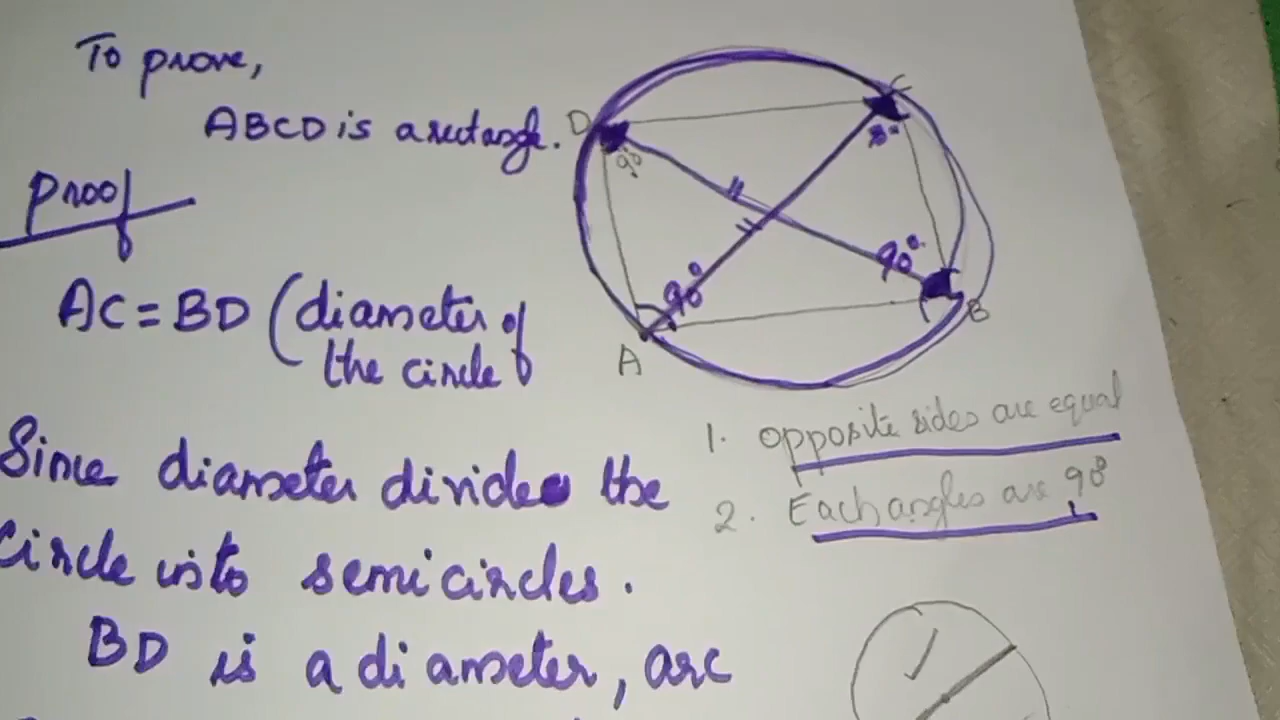 To prove,
ABCD is a rectangle.
Proof
AC = BD (diameter of
the circle
Since diameter divides the
circle into semicircles.
BD is a diameter, arc
D
C
90°
90°
90°
A
B
1. Opposite sides are equal
2. Each angles are 90°